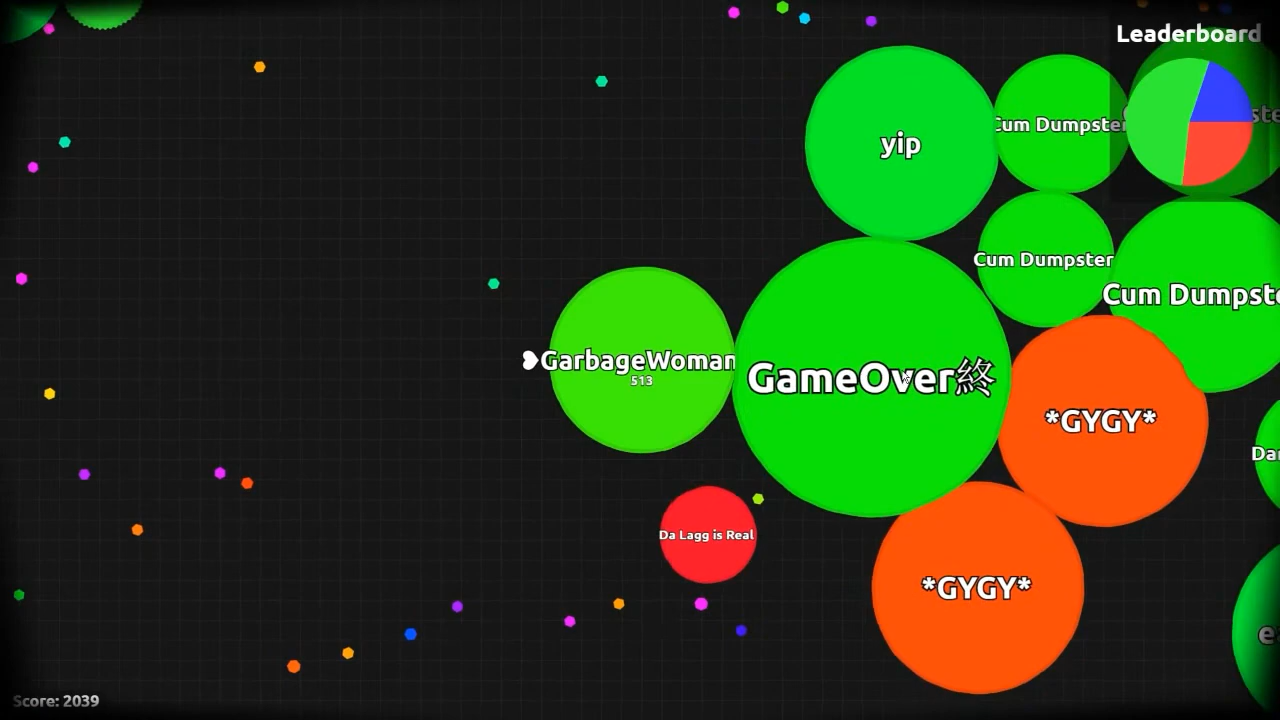 Leaderboard
yip
Cum Dumpster
Cum Dumpster
Cum Dumpste
❥GarbageWoman
513
GameOver終
*GYGY*
Da Lagg is Real
*GYGY*
Score: 2039